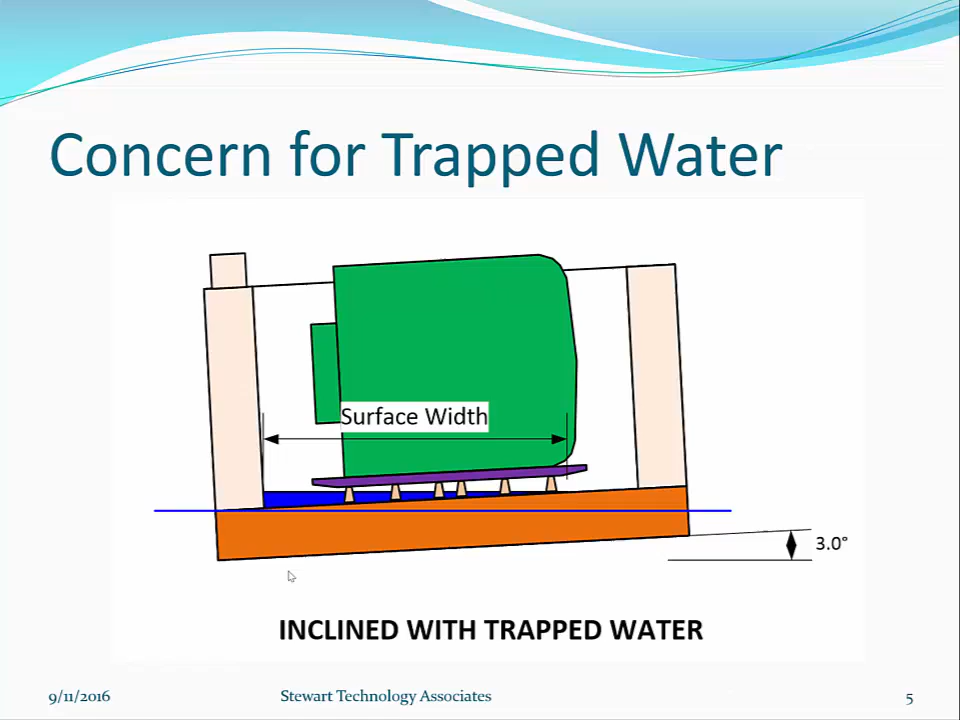 Concern for Trapped Water
Surface Width
3.0°
INCLINED WITH TRAPPED WATER
9/11/2016
Stewart Technology Associates
5